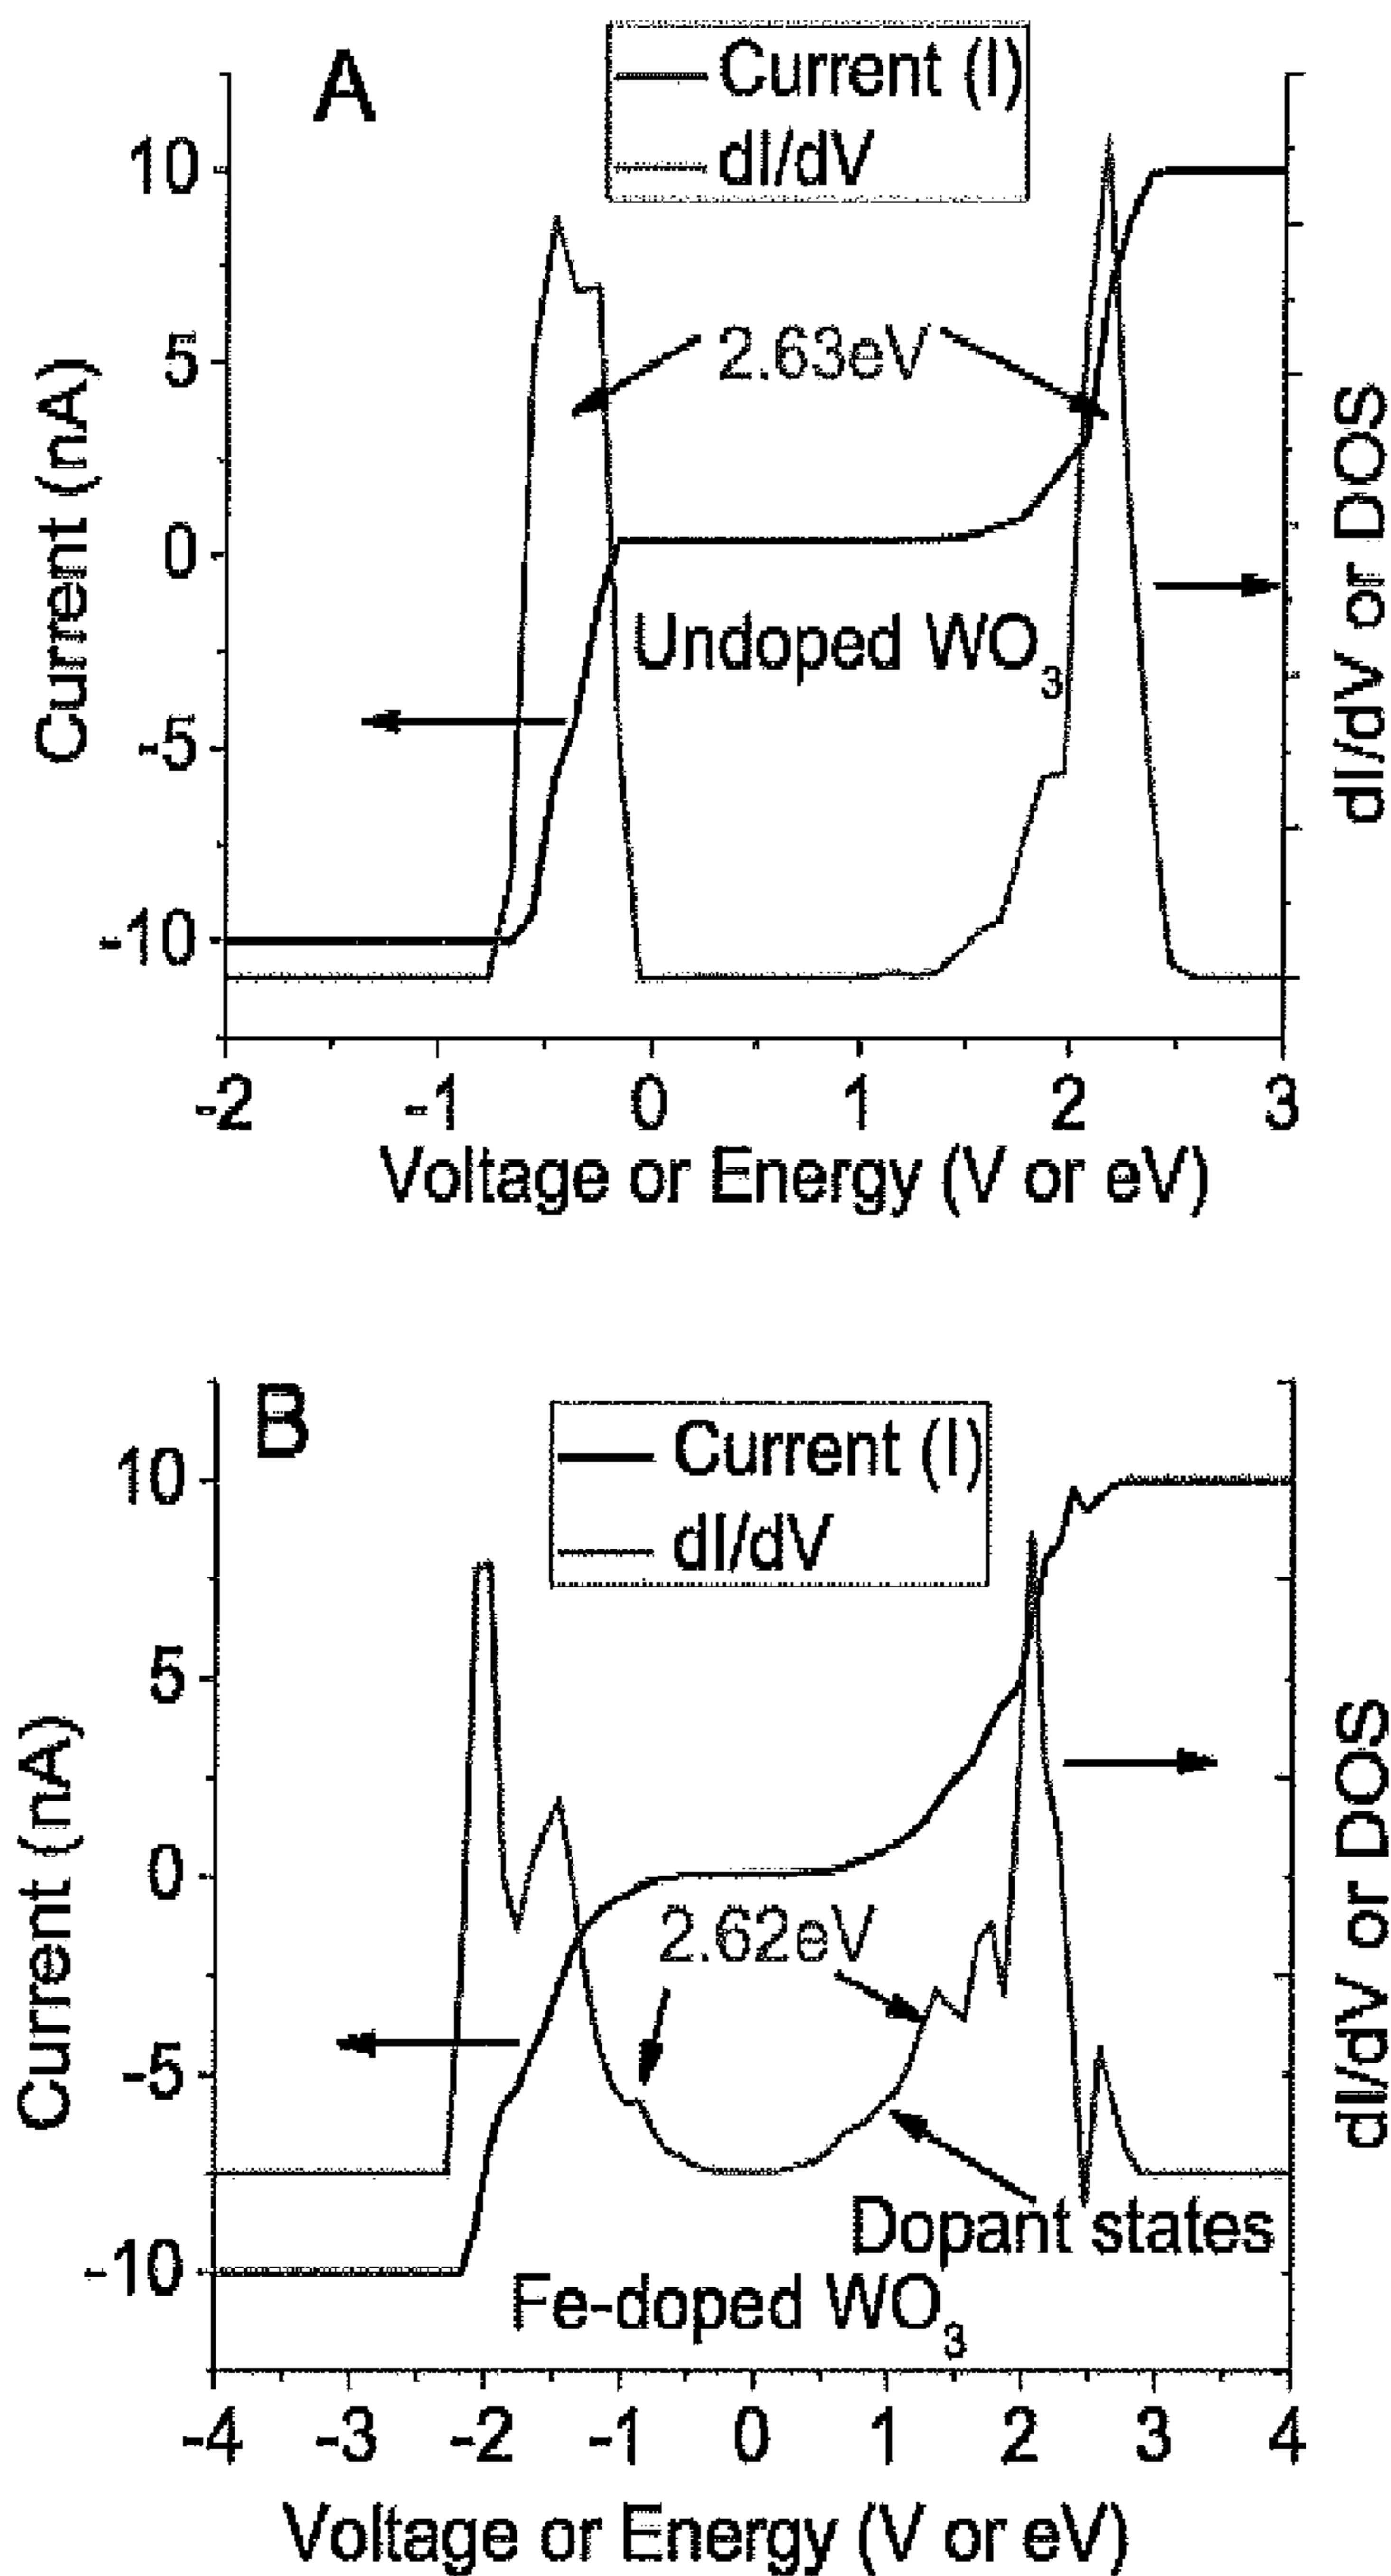 A
Current (I)
dI/dV
10
5
0
-5
-10
Current (nA)
2.63eV
Undoped WO3
dI/dV or DOS
-2 -1 0 1 2 3
Voltage or Energy (V or eV)
B
Current (I)
dI/dV
10
5
0
-5
-10
Current (nA)
2.62eV
Dopant states
Fe-doped WO3
dI/dV or DOS
-4 -3 -2 -1 0 1 2 3 4
Voltage or Energy (V or eV)